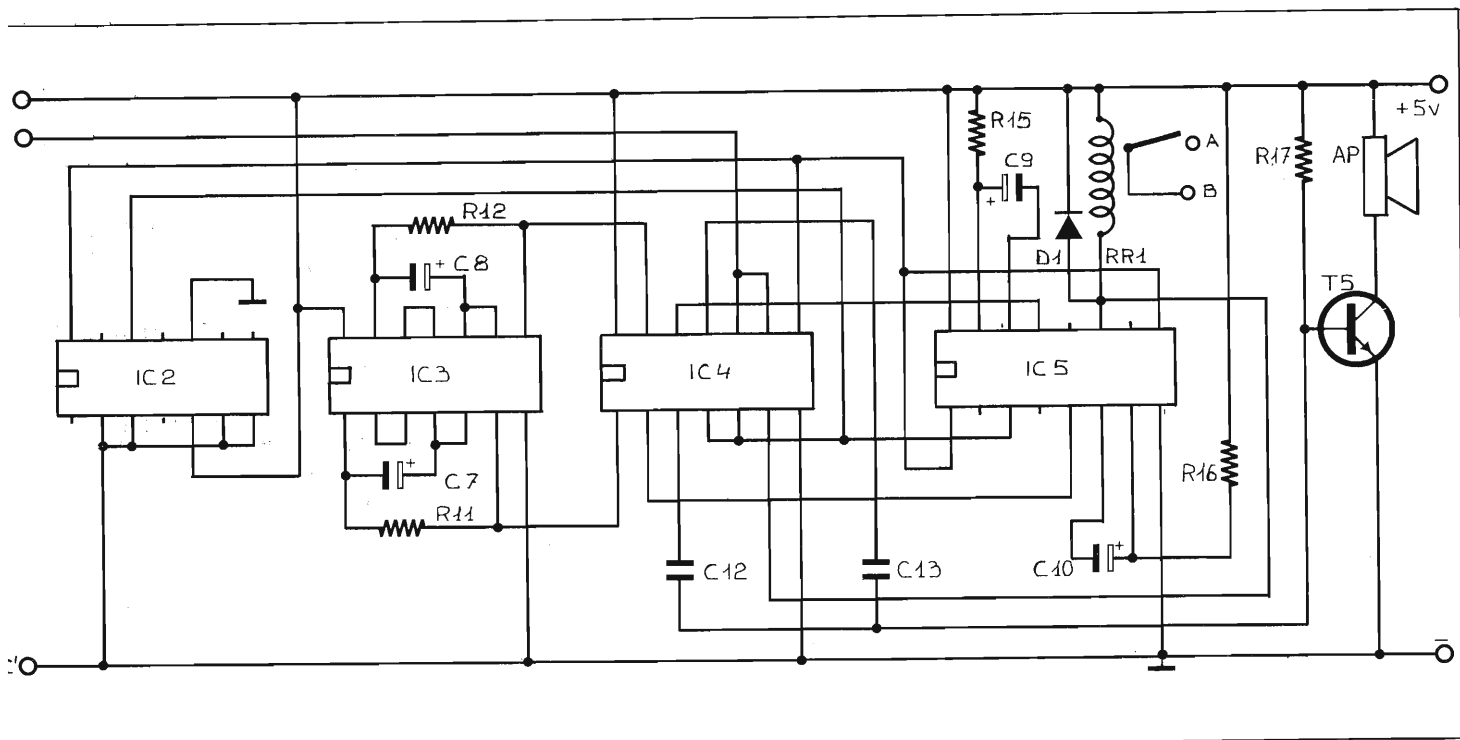 +5v
R15
C9
R17
AP
A
B
R12
+
C8
+
D1
RR1
T5
IC2
IC3
IC4
IC5
+
C7
R11
R16
C12
C13
C10
+
–